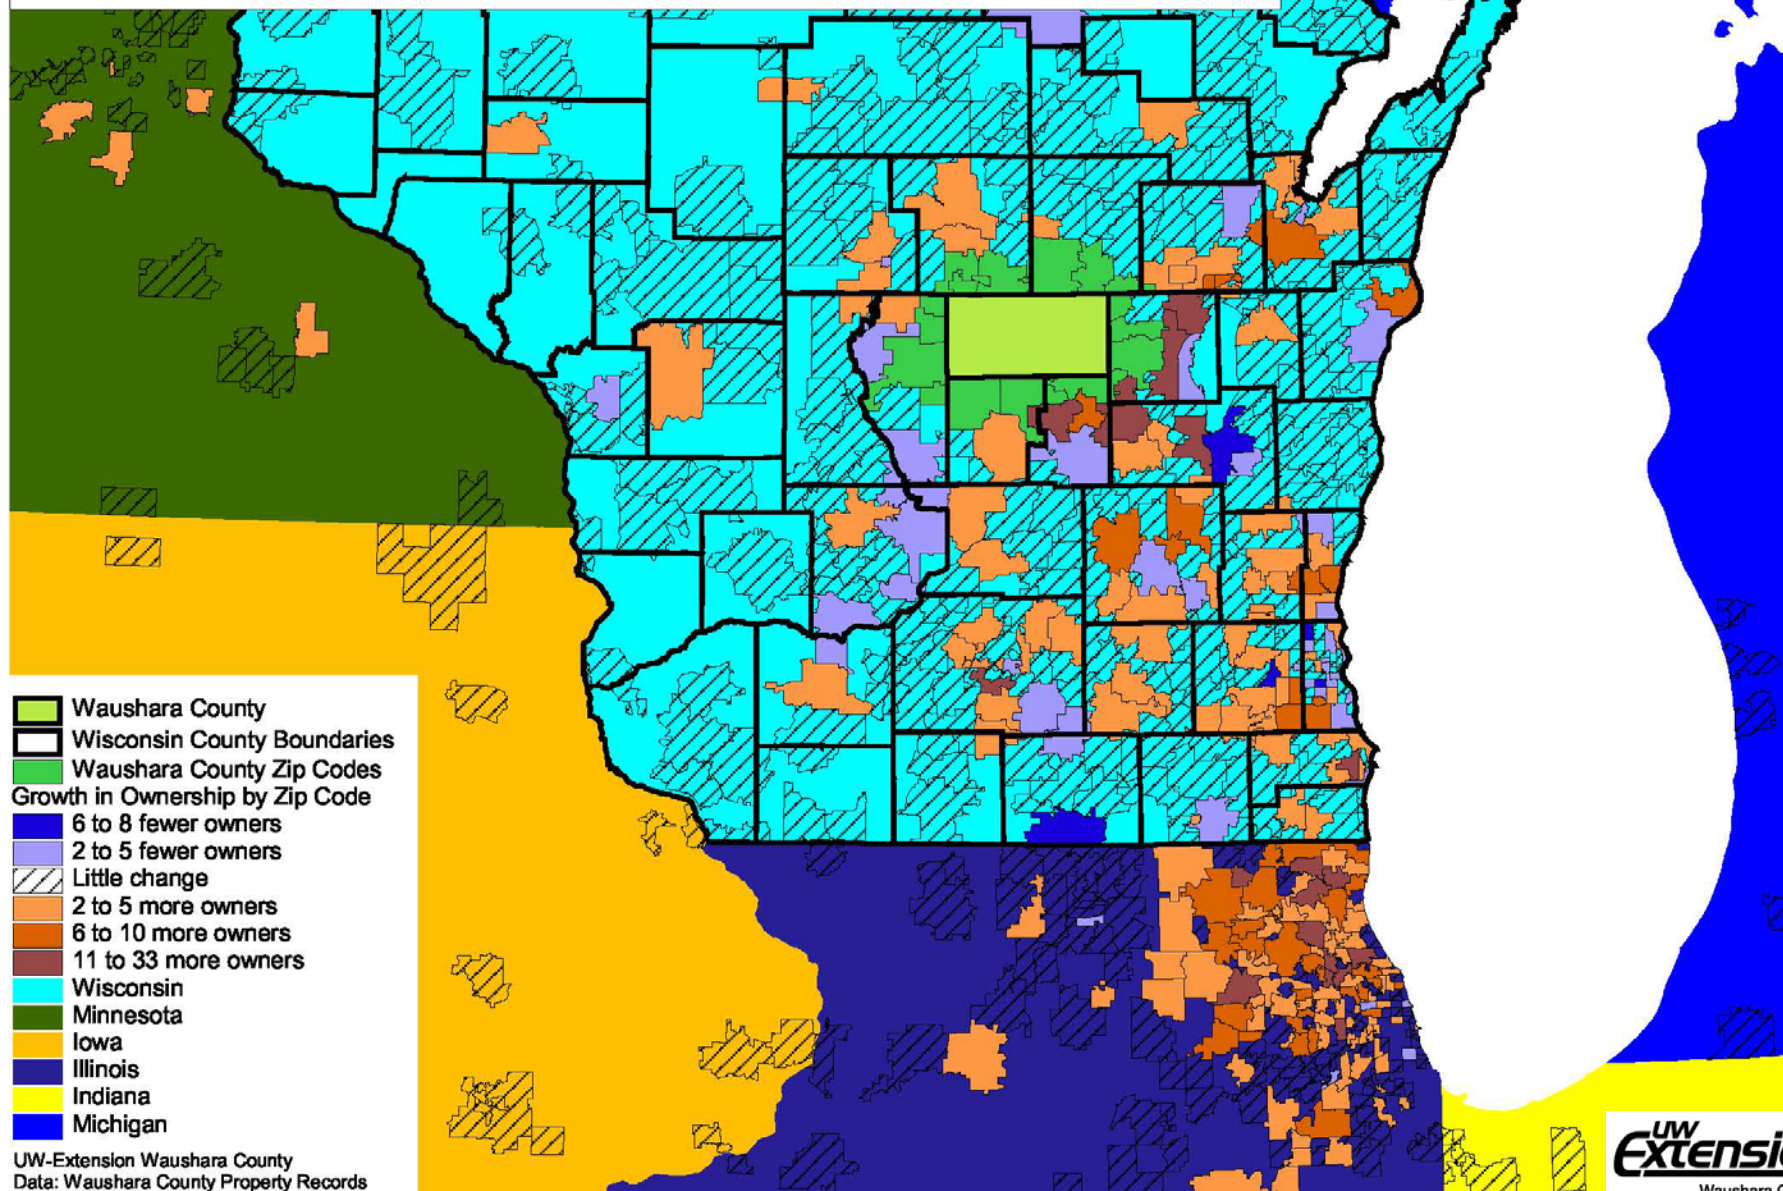 Waushara County
Wisconsin County Boundaries
Waushara County Zip Codes
Growth in Ownership by Zip Code
6 to 8 fewer owners
2 to 5 fewer owners
Little change
2 to 5 more owners
6 to 10 more owners
11 to 33 more owners
Wisconsin
Minnesota
Iowa
Illinois
Indiana
Michigan
UW-Extension Waushara County
Data: Waushara County Property Records
UW
Extensi
Waushara C